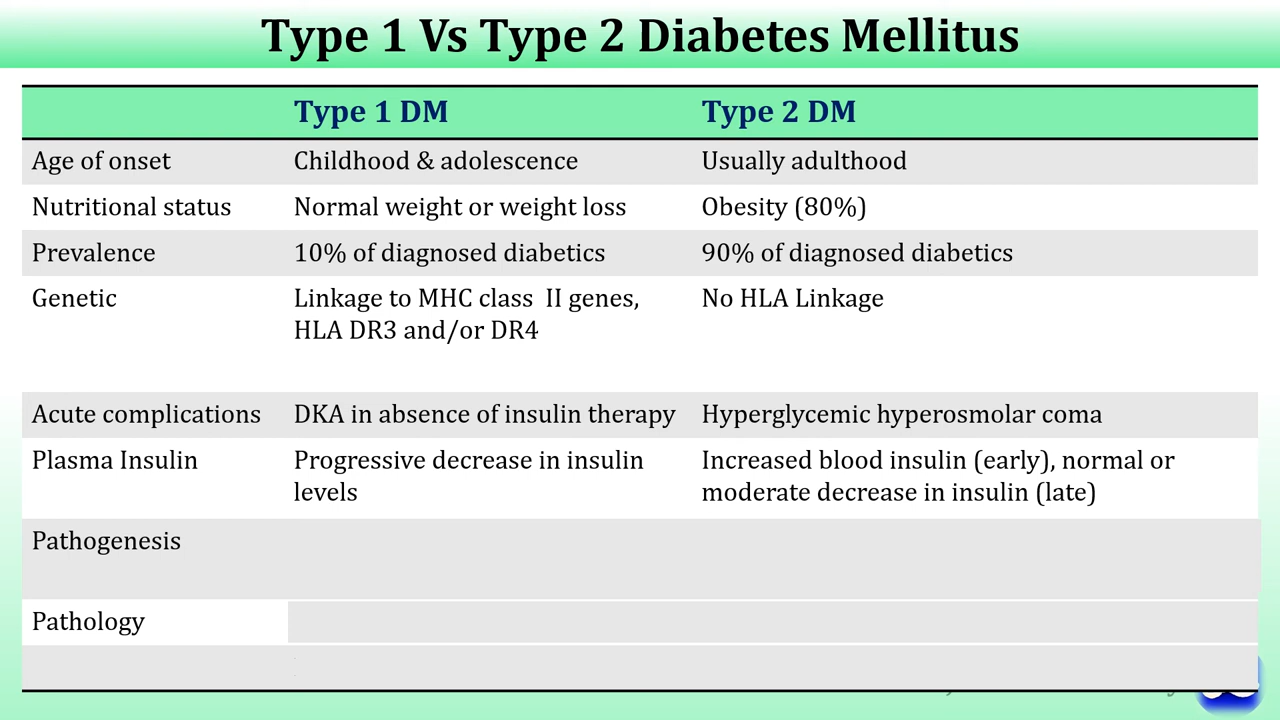 Type 1 Vs Type 2 Diabetes Mellitus
Type 1 DM Type 2 DM
Age of onset Childhood & adolescence Usually adulthood
Nutritional status Normal weight or weight loss Obesity (80%)
Prevalence 10% of diagnosed diabetics 90% of diagnosed diabetics
Genetic Linkage to MHC class II genes, No HLA Linkage
HLA DR3 and/or DR4
Acute complications DKA in absence of insulin therapy Hyperglycemic hyperosmolar coma
Plasma Insulin Progressive decrease in insulin Increased blood insulin (early), normal or
levels moderate decrease in insulin (late)
Pathogenesis
Pathology